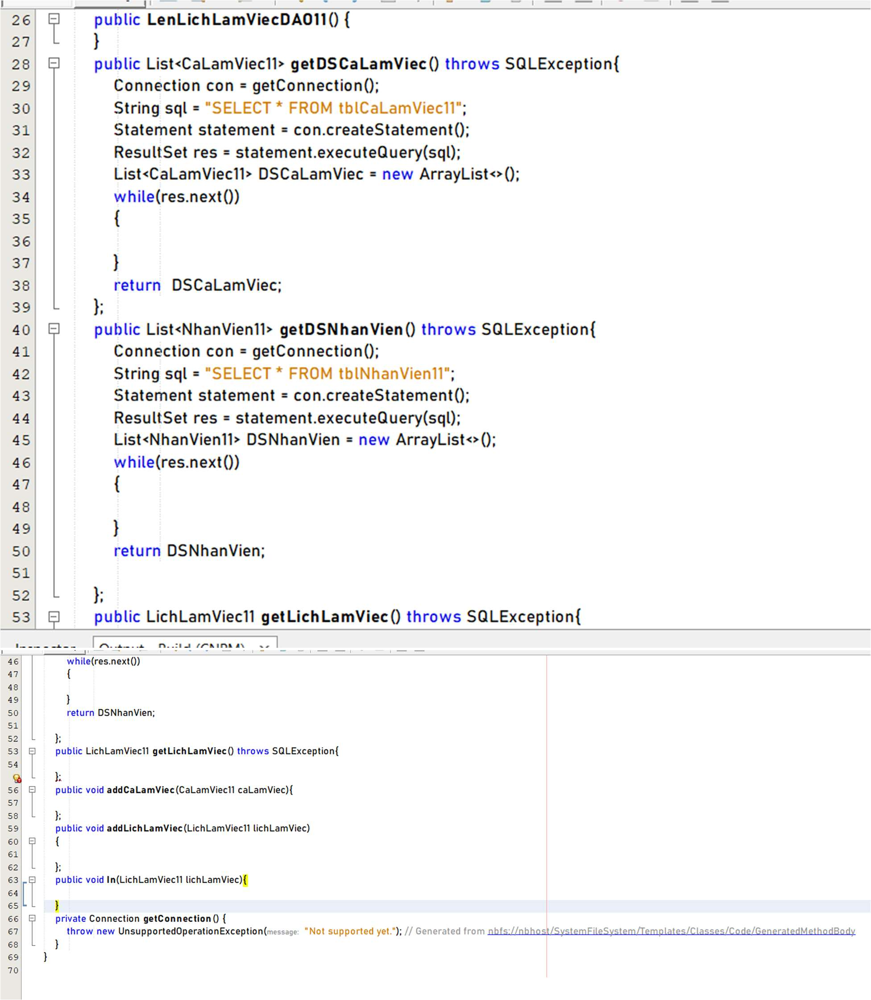 26 public LenLichLamViecDAO11() {
27 }
28 public List<CaLamViec11> getDSCaLamViec() throws SQLException{
29 Connection con = getConnection();
30 String sql = "SELECT * FROM tblCaLamViec11";
31 Statement statement = con.createStatement();
32 ResultSet res = statement.executeQuery(sql);
33 List<CaLamViec11> DSCaLamViec = new ArrayList<>();
34 while(res.next())
35 {
36
37 }
38 return  DSCaLamViec;
39 };
40 public List<NhanVien11> getDSNhanVien() throws SQLException{
41 Connection con = getConnection();
42 String sql = "SELECT * FROM tblNhanVien11";
43 Statement statement = con.createStatement();
44 ResultSet res = statement.executeQuery(sql);
45 List<NhanVien11> DSNhanVien = new ArrayList<>();
46 while(res.next())
47 {
48
49 }
50 return DSNhanVien;
51
52 };
53 public LichLamViec11 getLichLamViec() throws SQLException{
Inspector Output - Build (CNPM) ×
46 while(res.next())
47 {
48
49 }
50 return DSNhanVien;
51
52 };
53 public LichLamViec11 getLichLamViec() throws SQLException{
54
};
56 public void addCaLamViec(CaLamViec11 caLamViec){
57
58 };
59 public void addLichLamViec(LichLamViec11 lichLamViec)
60 {
61
62 };
63 public void In(LichLamViec11 lichLamViec){
64
65 }
66 private Connection getConnection() {
67 throw new UnsupportedOperationException(message: "Not supported yet."); // Generated from nbfs://nbhost/SystemFileSystem/Templates/Classes/Code/GeneratedMethodBody
68 }
69 }
70